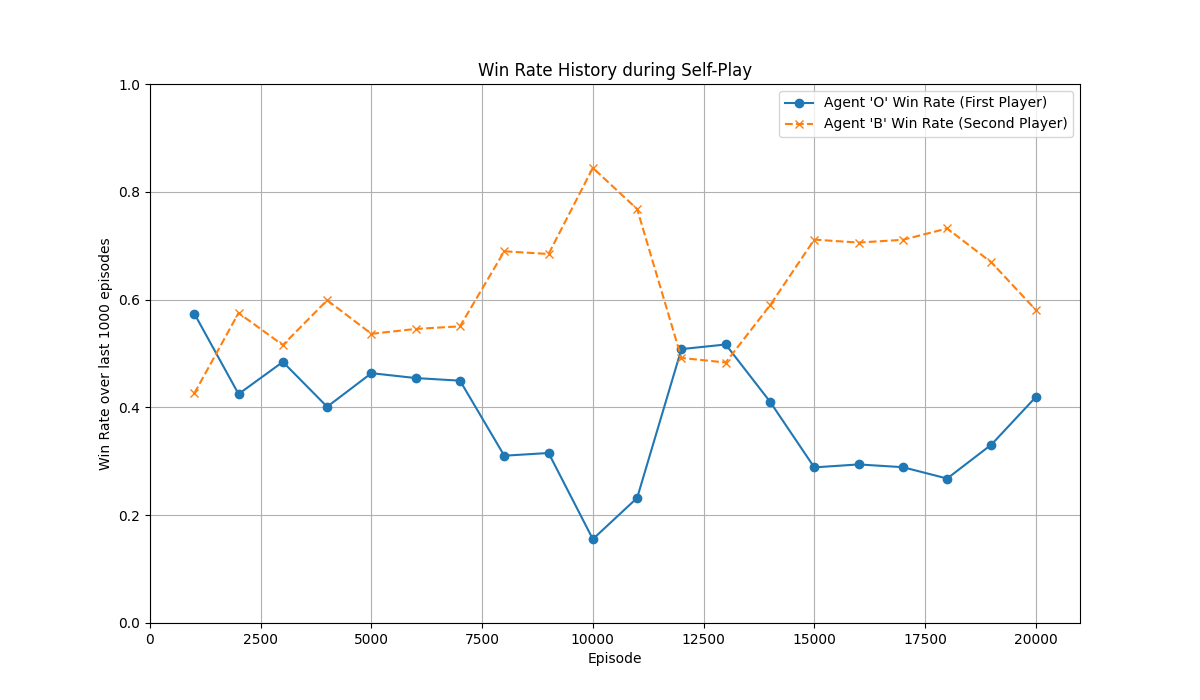 Win Rate History during Self-Play
Agent 'O' Win Rate (First Player)
Agent 'B' Win Rate (Second Player)
Win Rate over last 1000 episodes
1.0
0.8
0.6
0.4
0.2
0.0
0 2500 5000 7500 10000 12500 15000 17500 20000
Episode